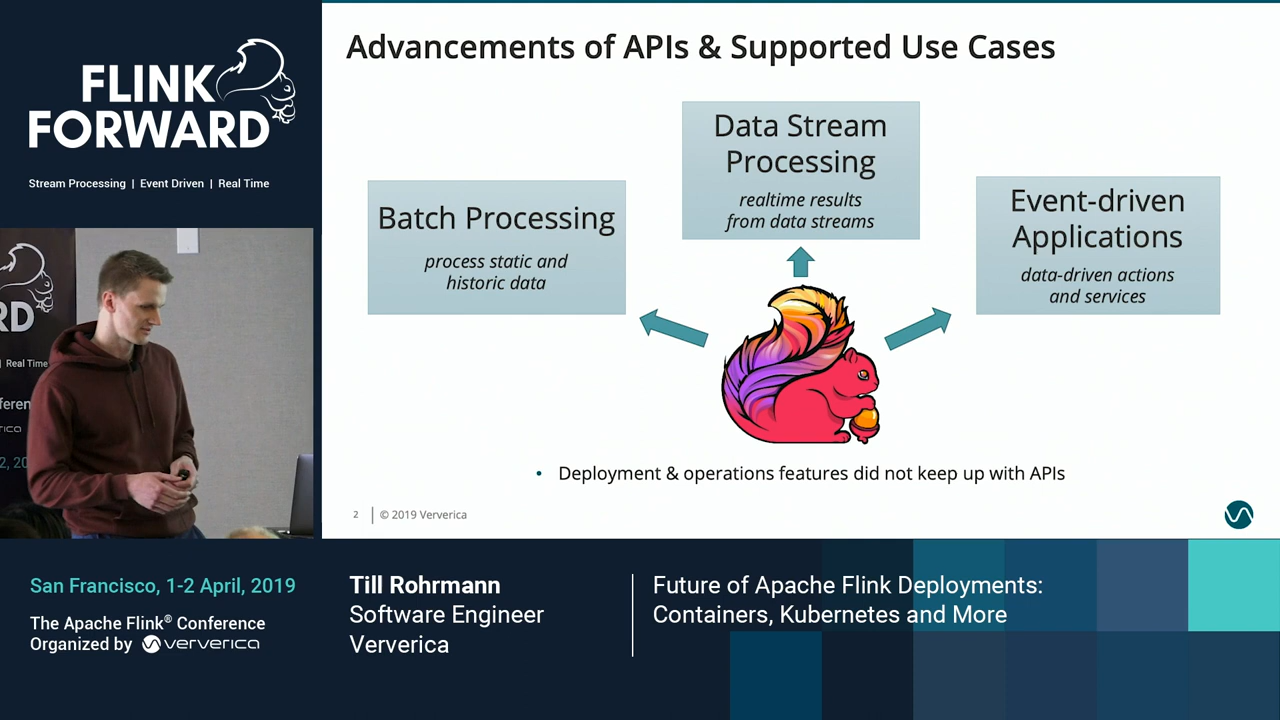 FLINK
FORWARD
Stream Processing | Event Driven | Real Time
Advancements of APIs & Supported Use Cases
Data Stream
Processing
realtime results
from data streams
Batch Processing
process static and
historic data
Event-driven
Applications
data-driven actions
and services
• Deployment & operations features did not keep up with APIs
2 | © 2019 Ververica
RD
| Real Time
San Francisco, 1-2 April, 2019
The Apache Flink® Conference
Organized by ververica
Till Rohrmann
Software Engineer
Ververica
Future of Apache Flink Deployments:
Containers, Kubernetes and More